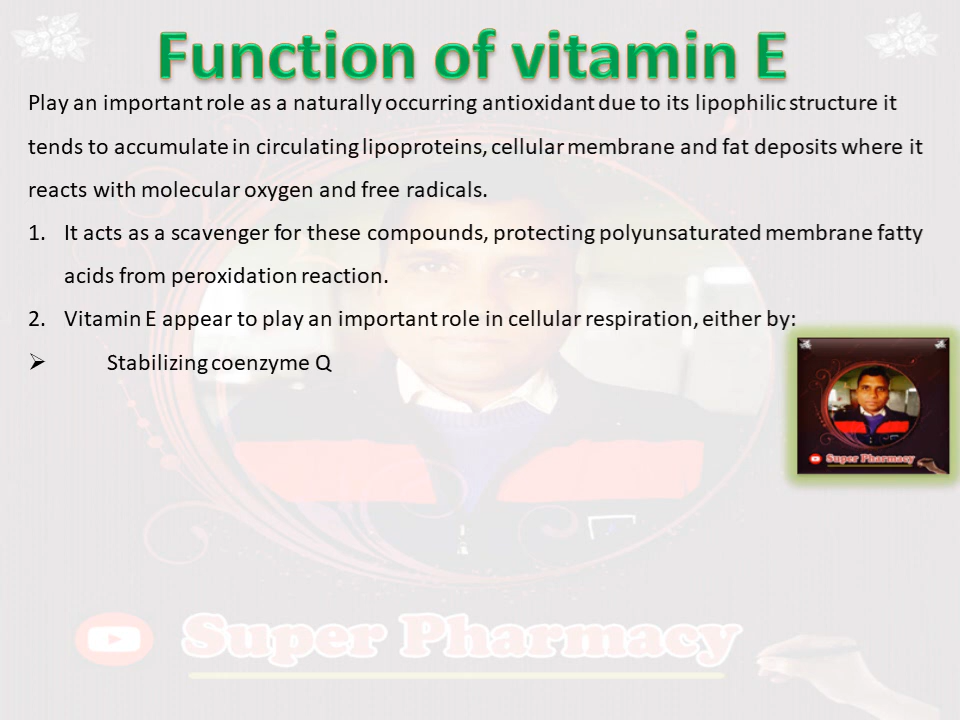 Function of vitamin E
Play an important role as a naturally occurring antioxidant due to its lipophilic structure it
tends to accumulate in circulating lipoproteins, cellular membrane and fat deposits where it
reacts with molecular oxygen and free radicals.
1. It acts as a scavenger for these compounds, protecting polyunsaturated membrane fatty
acids from peroxidation reaction.
2. Vitamin E appear to play an important role in cellular respiration, either by:
➢ Stabilizing coenzyme Q
Super Pharmacy
Super Pharmacy